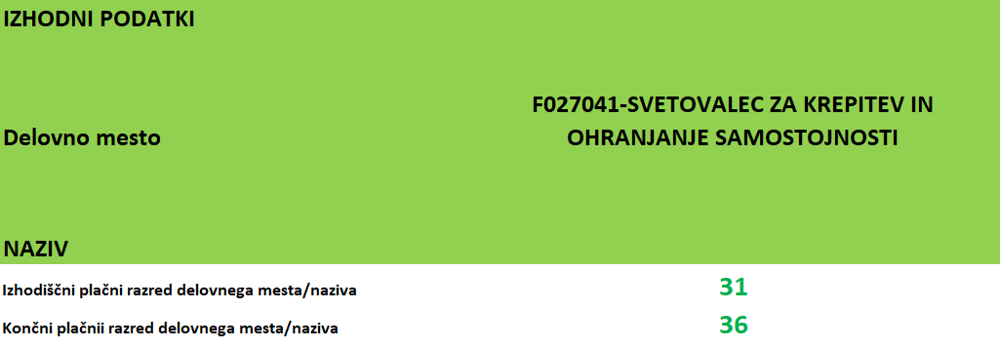 IZHODNI PODATKI
F027041-SVETOVALEC ZA KREPITEV IN
Delovno mesto OHRANJANJE SAMOSTOJNOSTI
NAZIV
Izhodiščni plačni razred delovnega mesta/naziva 31
Končni plačnii razred delovnega mesta/naziva 36